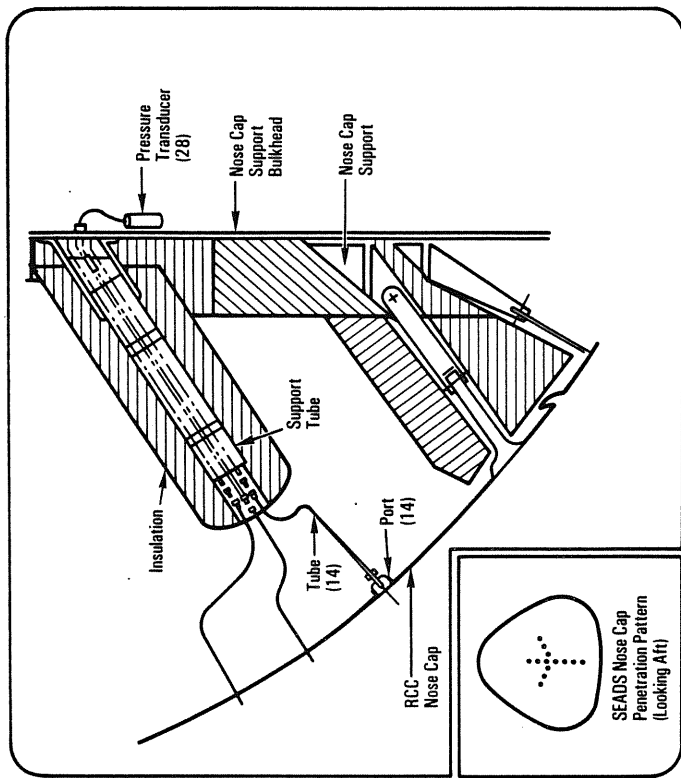 Pressure
Transducer
(28)
Nose Cap
Support
Bulkhead
Nose Cap
Support
Insulation
Support
Tube
Tube
(14)
Port
(14)
RCC
Nose Cap
SEADS Nose Cap
Penetration Pattern
(Looking Aft)